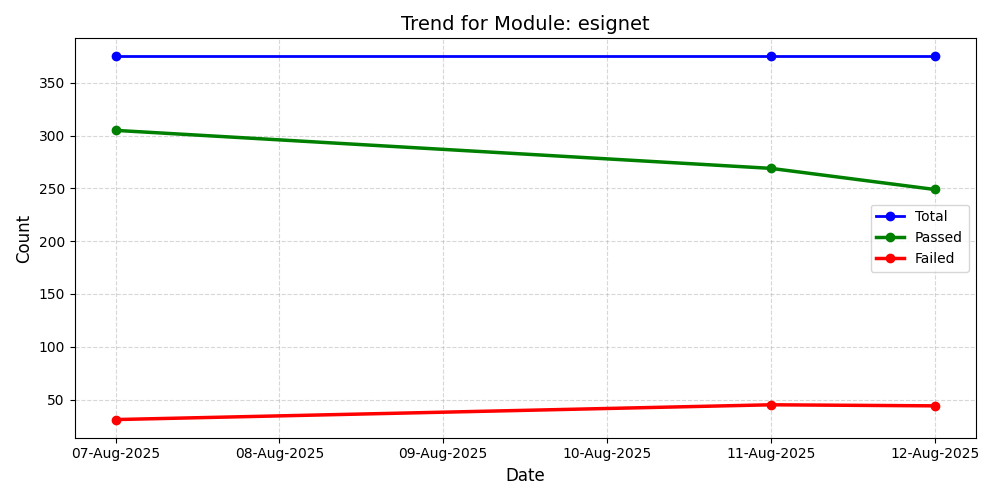 Trend for Module: esignet
Count
350
300
250
200
150
100
50
Total
Passed
Failed
07-Aug-2025 08-Aug-2025 09-Aug-2025 10-Aug-2025 11-Aug-2025 12-Aug-2025
Date